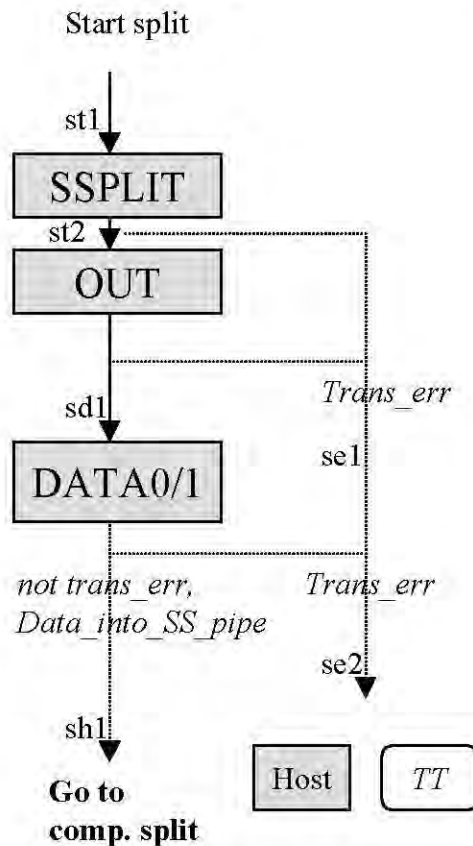 Start split
st1
SSPLIT
st2
OUT
Trans_err
sd1
se1
DATA0/1
not trans_err,
Data_into_SS_pipe
Trans_err
se2
sh1
Host
TT
Go to
comp. split